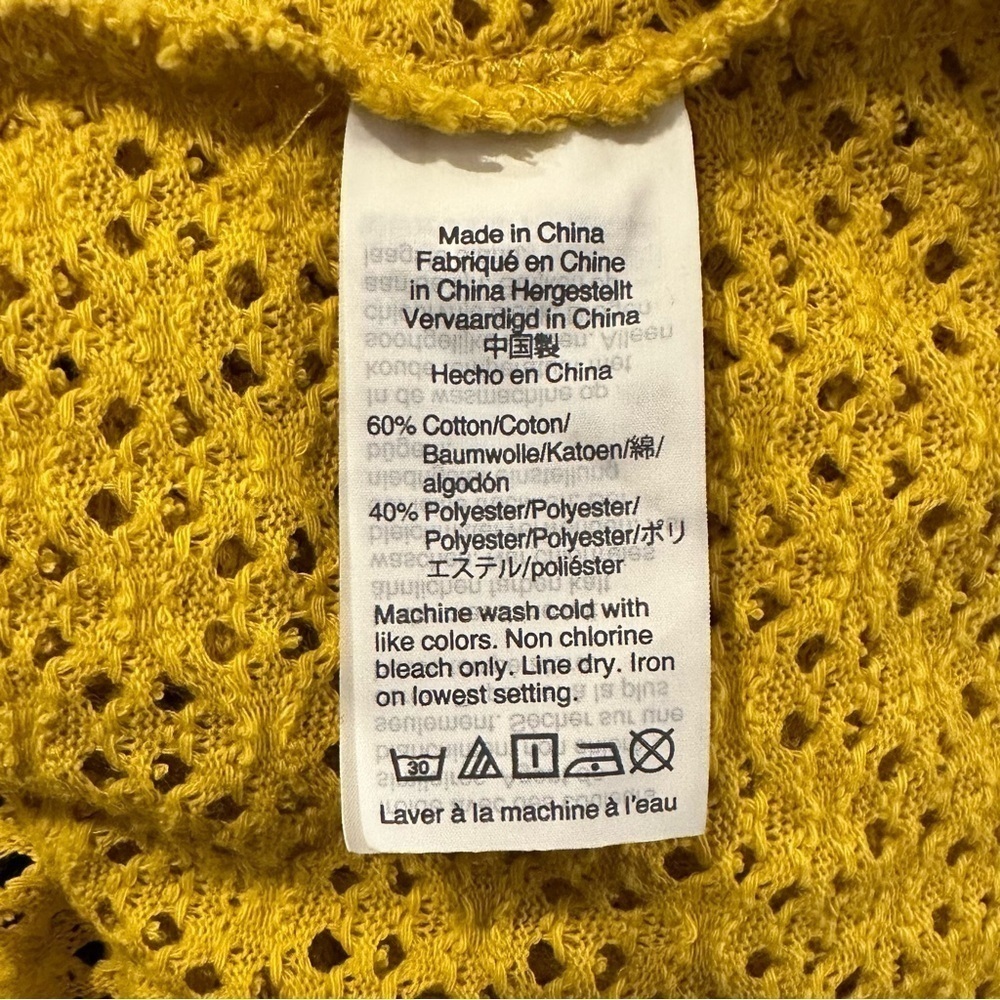 Made in China
Fabriqué en Chine
in China Hergestellt
Vervaardigd in China
中国製
Hecho en China
60% Cotton/Coton/
Baumwolle/Katoen/綿/
algodón
40% Polyester/Polyester/
Polyester/Polyester/ポリ
エステル/poliéster
Machine wash cold with
like colors. Non chlorine
bleach only. Line dry. Iron
on lowest setting.
30
Laver à la machine à l'eau